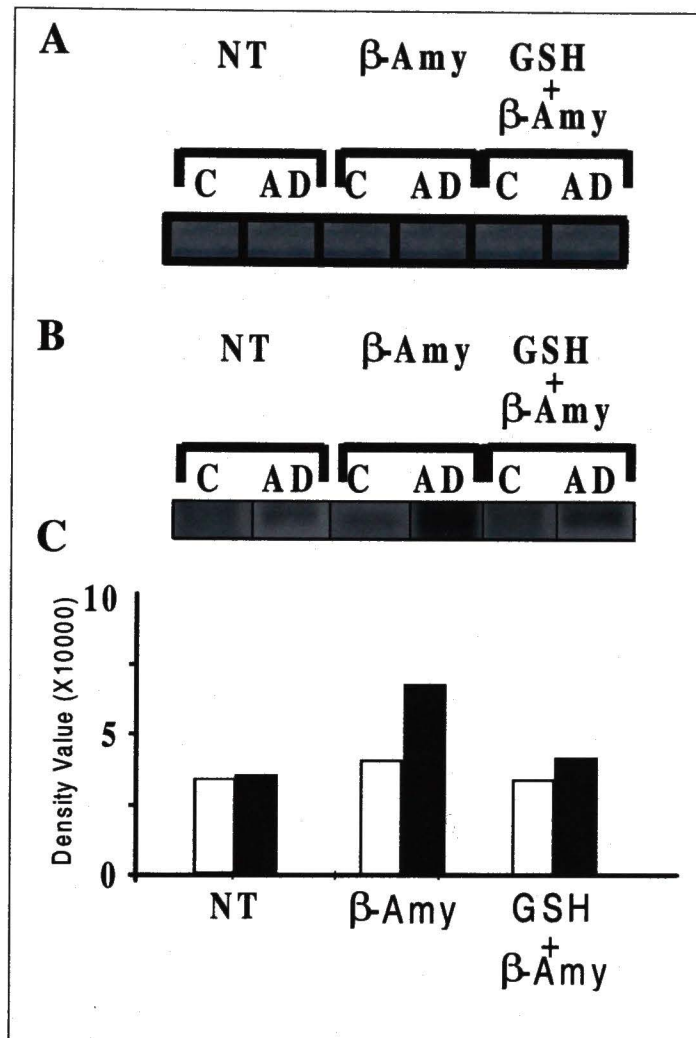 A
NT β-Amy GSH
+
β-Amy
C AD C AD C AD
B
NT β-Amy GSH
+
β-Amy
C AD C AD C AD
C
Density Value (X10000)
10
5
0
NT β-Amy GSH
+
β-Amy